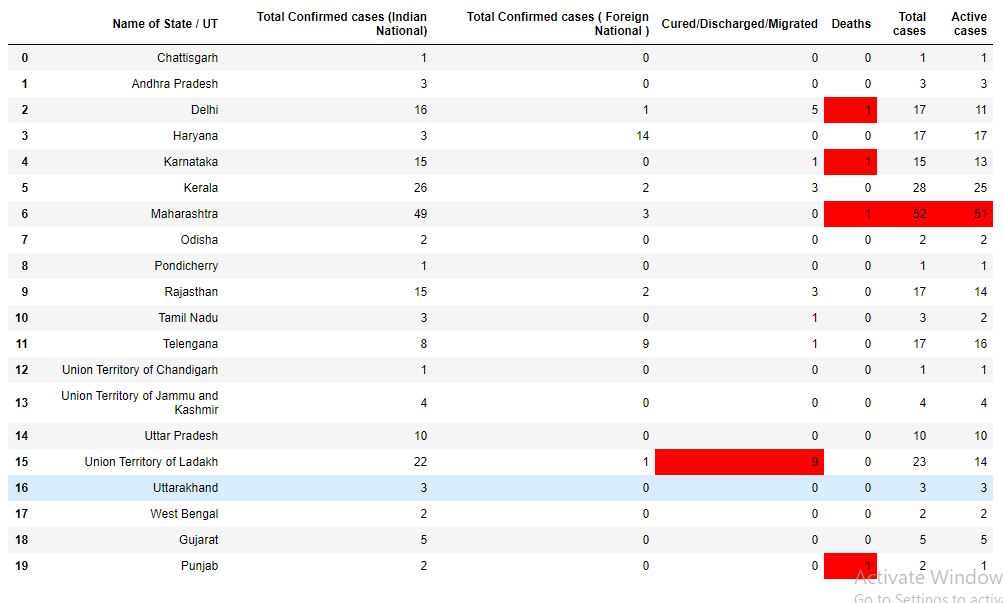 Name of State / UT Total Confirmed cases (Indian National) Total Confirmed cases ( Foreign National ) Cured/Discharged/Migrated Deaths Total cases Active cases
0 Chattisgarh 1 0 0 0 1 1
1 Andhra Pradesh 3 0 0 0 3 3
2 Delhi 16 1 5 1 17 11
3 Haryana 3 14 0 0 17 17
4 Karnataka 15 0 1 1 15 13
5 Kerala 26 2 3 0 28 25
6 Maharashtra 49 3 0 1 52 51
7 Odisha 2 0 0 0 2 2
8 Pondicherry 1 0 0 0 1 1
9 Rajasthan 15 2 3 0 17 14
10 Tamil Nadu 3 0 1 0 3 2
11 Telengana 8 9 1 0 17 16
12 Union Territory of Chandigarh 1 0 0 0 1 1
13 Union Territory of Jammu and Kashmir 4 0 0 0 4 4
14 Uttar Pradesh 10 0 0 0 10 10
15 Union Territory of Ladakh 22 1 9 0 23 14
16 Uttarakhand 3 0 0 0 3 3
17 West Bengal 2 0 0 0 2 2
18 Gujarat 5 0 0 0 5 5
19 Punjab 2 0 0 1 2 1
Activate Window
Go to Settings to activ